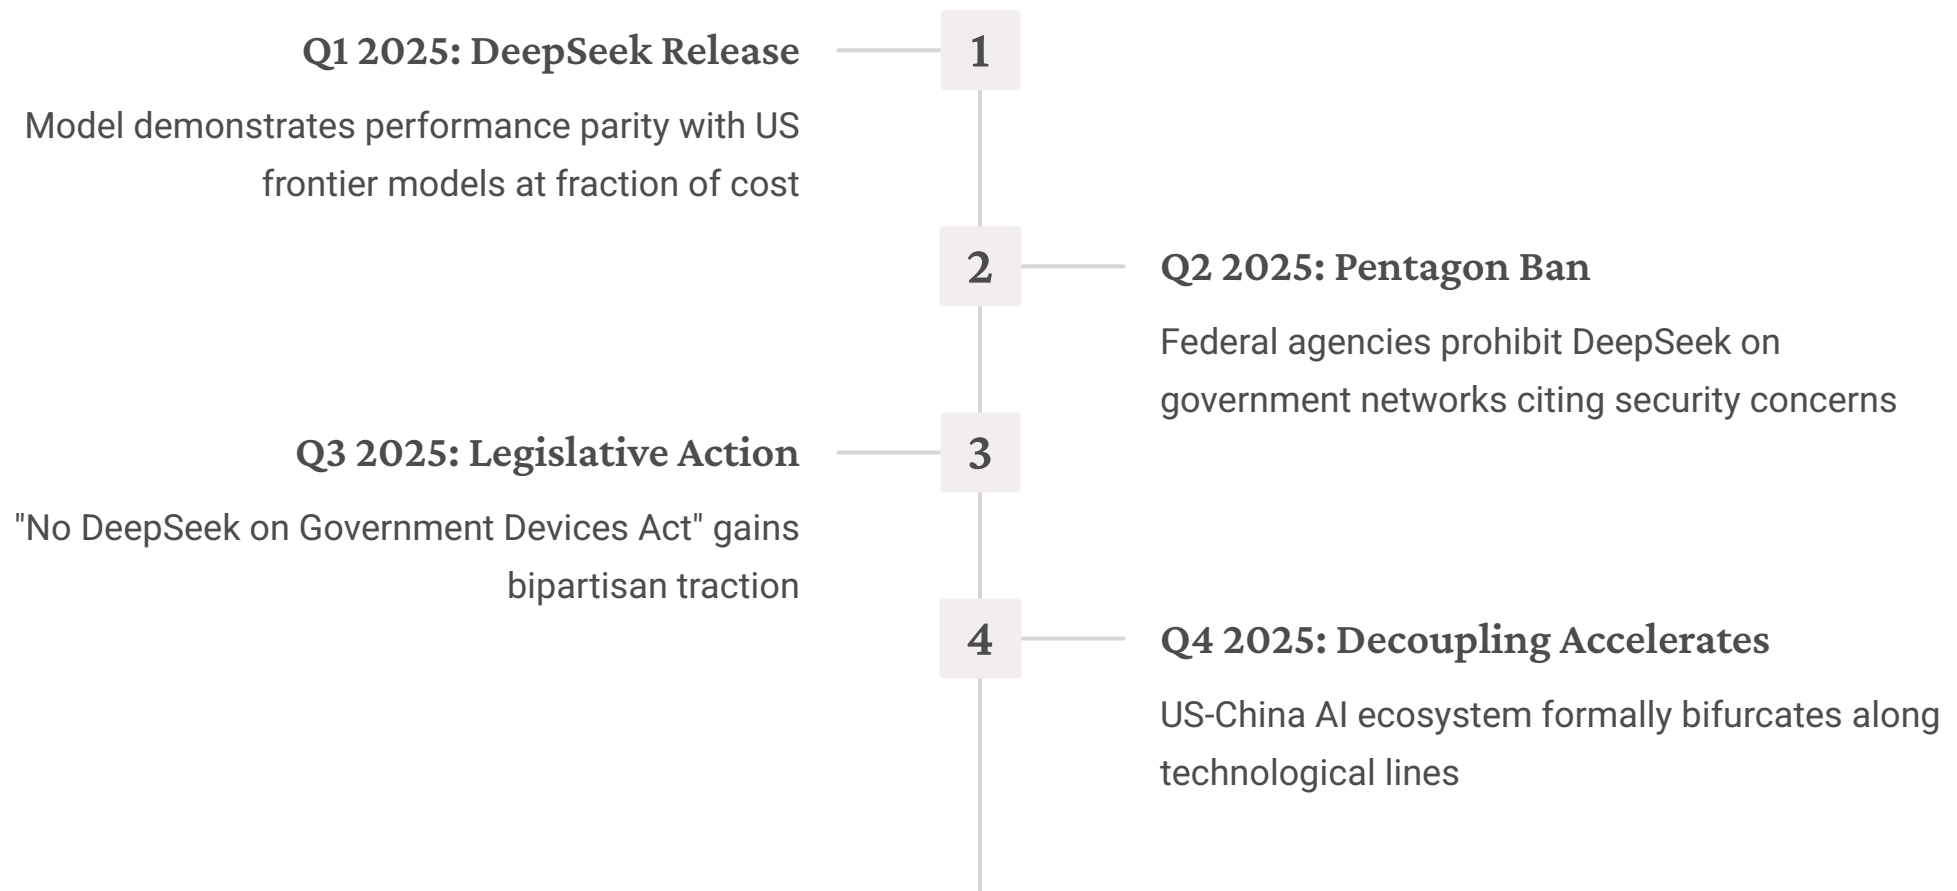 1
Q1 2025: DeepSeek Release
Model demonstrates performance parity with US
frontier models at fraction of cost
2
Q2 2025: Pentagon Ban
Federal agencies prohibit DeepSeek on
government networks citing security concerns
3
Q3 2025: Legislative Action
"No DeepSeek on Government Devices Act" gains
bipartisan traction
4
Q4 2025: Decoupling Accelerates
US-China AI ecosystem formally bifurcates along
technological lines